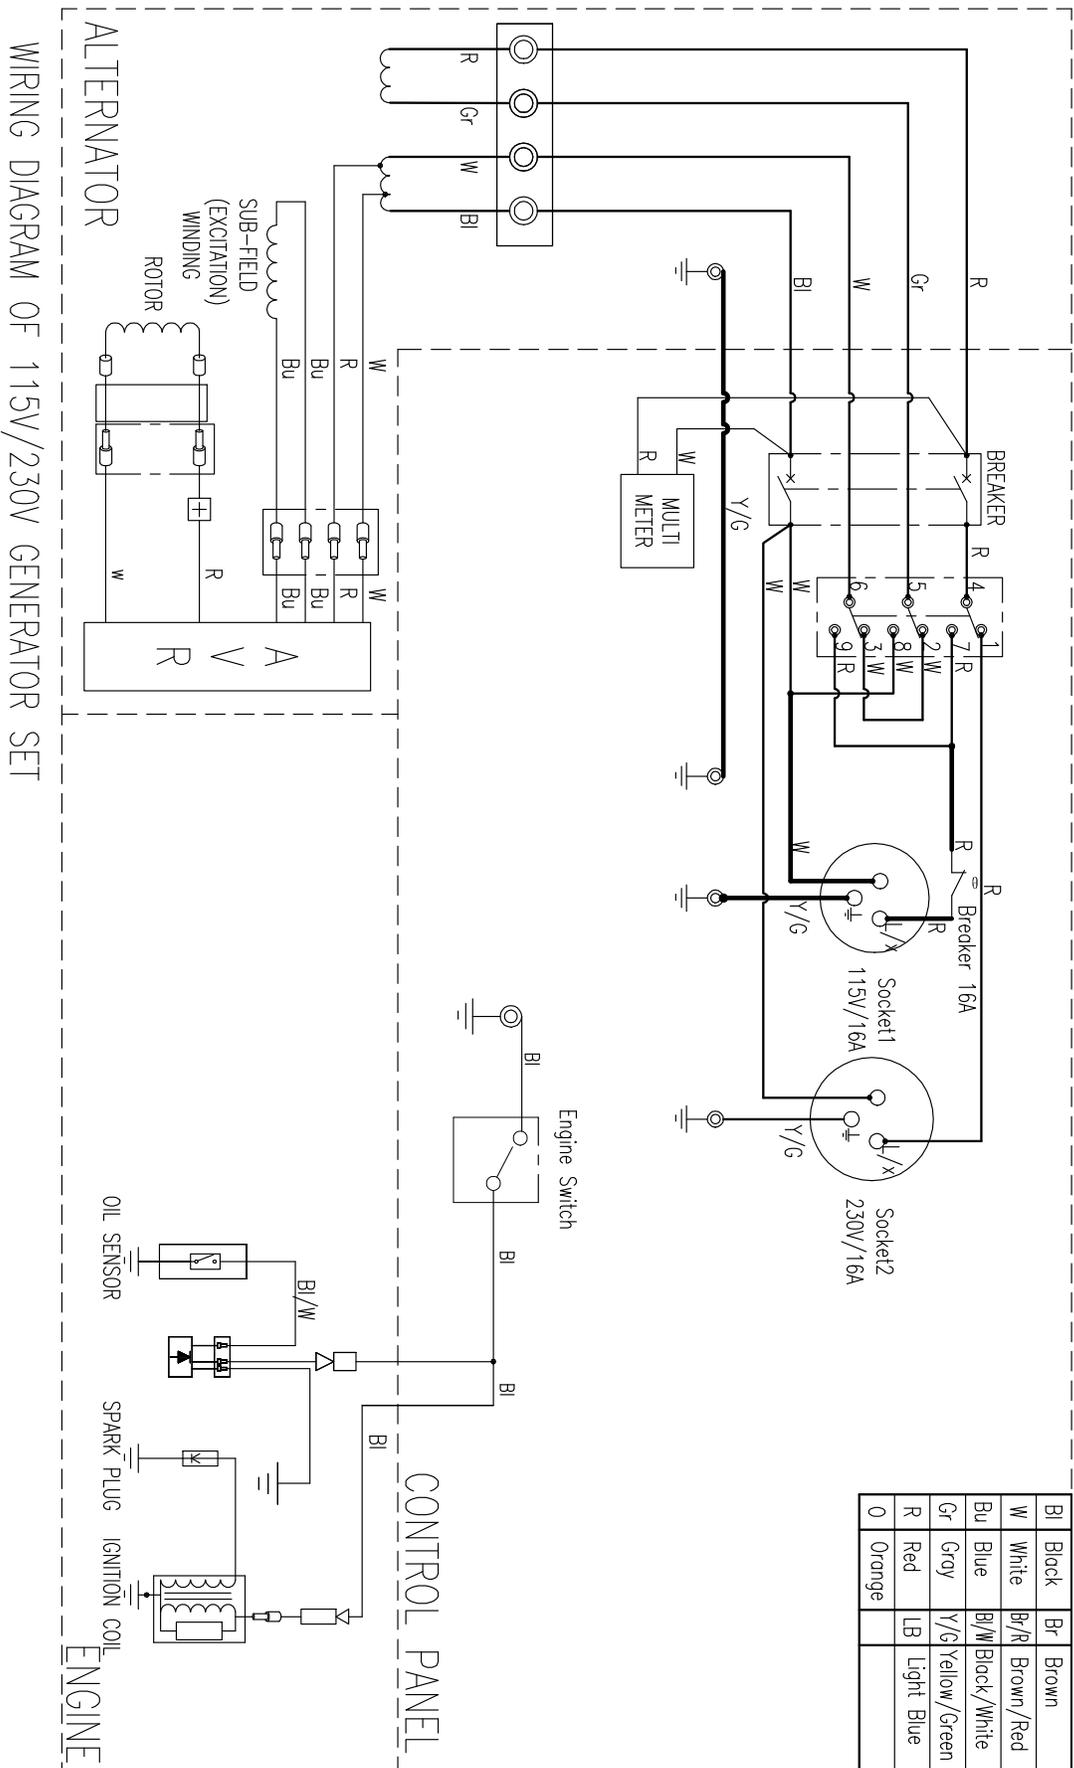 WIRING DIAGRAM OF 115V/230V GENERATOR SET
ALTERNATOR
R
Gr
W
Bl
R
Gr
W
Bl
SUB-FIELD
(EXCITATION)
WINDING
ROTOR
W
R
Bu
Bu
W
R
Bu
Bu
R
w
A V R
BREAKER
R
W
MULTI
METER
Y/G
R
W
W
4
5
6
1
7
2
8
3
9
R
W
W
W
R
R
R
Breaker 16A
R
W
Y/G
L/x
Socket1
115V/16A
Y/G
L/x
Socket2
230V/16A
Bl
Engine Switch
Bl
Bl
Bl
CONTROL PANEL
OIL SENSOR
Bl/W
SPARK PLUG
IGNITION COIL
ENGINE
Bl Black Br Brown
W White Br/R Brown/Red
Bu Blue Bl/W Black/White
Gr Gray Y/G Yellow/Green
R Red LB Light Blue
O Orange